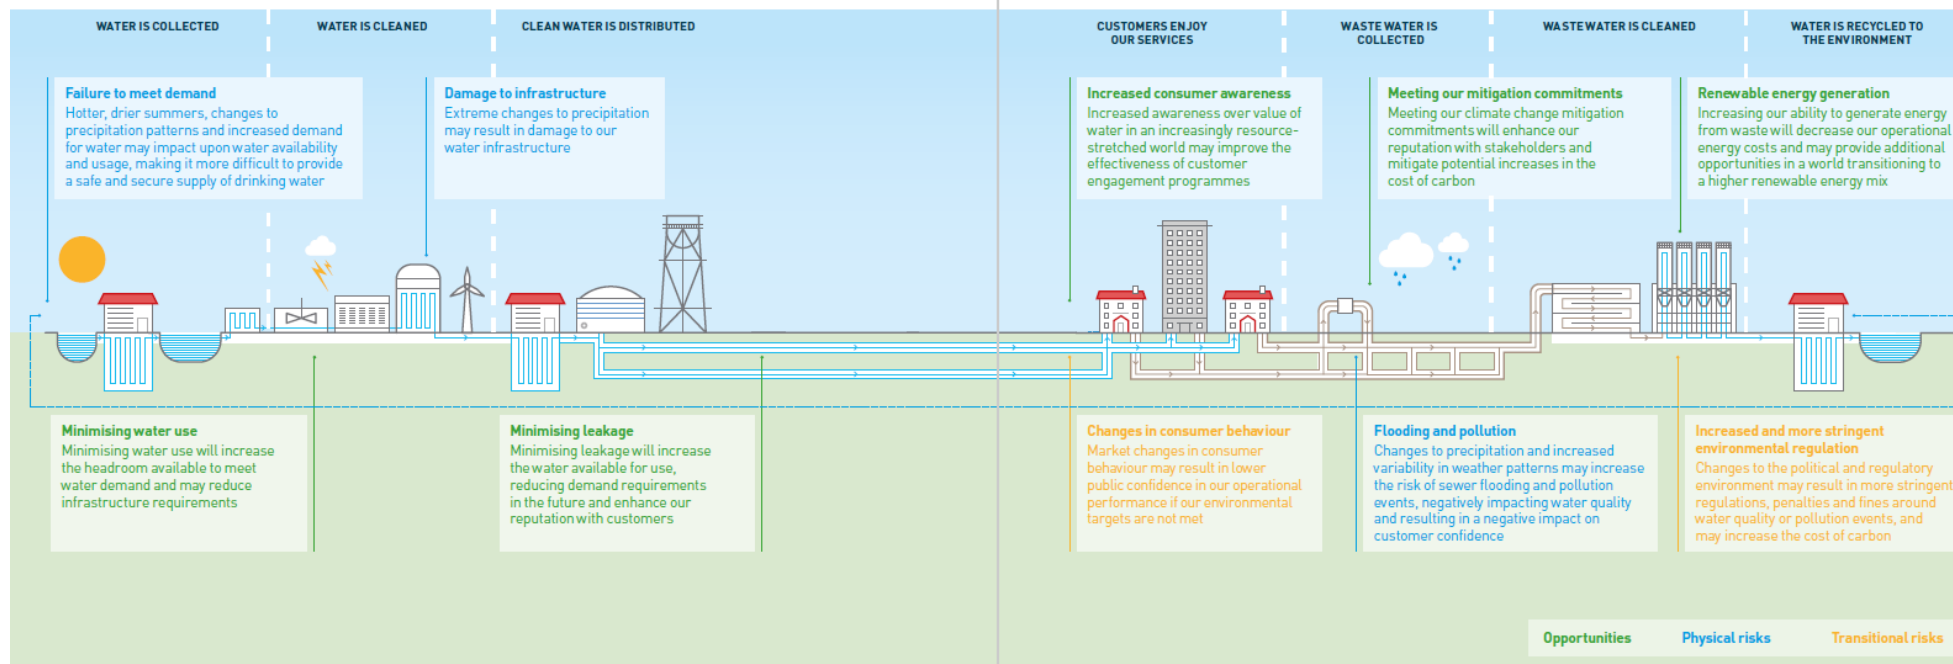 WATER IS COLLECTED
WATER IS CLEANED
CLEAN WATER IS DISTRIBUTED
CUSTOMERS ENJOY
OUR SERVICES
WASTE WATER IS
COLLECTED
WASTE WATER IS CLEANED
WATER IS RECYCLED TO
THE ENVIRONMENT
Failure to meet demand
Hotter, drier summers, changes to
precipitation patterns and increased demand
for water may impact upon water availability
and usage, making it more difficult to provide
a safe and secure supply of drinking water
Damage to infrastructure
Extreme changes to precipitation
may result in damage to our
water infrastructure
Increased consumer awareness
Increased awareness over value of
water in an increasingly resource-
stretched world may improve the
effectiveness of customer
engagement programmes
Meeting our mitigation commitments
Meeting our climate change mitigation
commitments will enhance our
reputation with stakeholders and
mitigate potential increases in the
cost of carbon
Renewable energy generation
Increasing our ability to generate energy
from waste will decrease our operational
energy costs and may provide additional
opportunities in a world transitioning to
a higher renewable energy mix
Minimising water use
Minimising water use will increase
the headroom available to meet
water demand and may reduce
infrastructure requirements
Minimising leakage
Minimising leakage will increase
the water available for use,
reducing demand requirements
in the future and enhance our
reputation with customers
Changes in consumer behaviour
Market changes in consumer
behaviour may result in lower
public confidence in our operational
performance if our environmental
targets are not met
Flooding and pollution
Changes to precipitation and increased
variability in weather patterns may increase
the risk of sewer flooding and pollution
events, negatively impacting water quality
and resulting in a negative impact on
customer confidence
Increased and more stringent
environmental regulation
Changes to the political and regulatory
environment may result in more stringent
regulations, penalties and fines around
water quality or pollution events, and
may increase the cost of carbon
Opportunities
Physical risks
Transitional risks